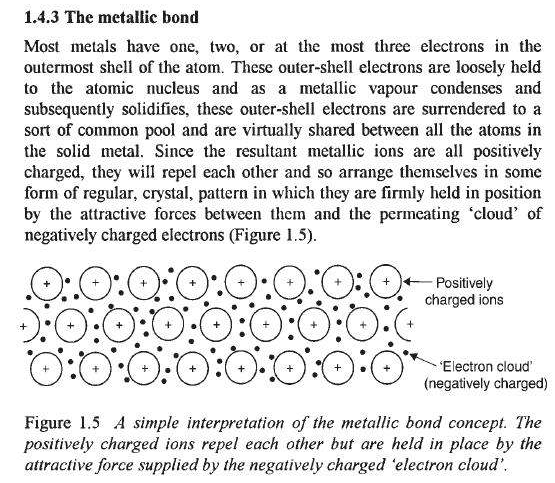 1.4.3 The metallic bond
Most metals have one, two, or at the most three electrons in the
outermost shell of the atom. These outer-shell electrons are loosely held
to the atomic nucleus and as a metallic vapour condenses and
subsequently solidifies, these outer-shell electrons are surrendered to a
sort of common pool and are virtually shared between all the atoms in
the solid metal. Since the resultant metallic ions are all positively
charged, they will repel each other and so arrange themselves in some
form of regular, crystal, pattern in which they are firmly held in position
by the attractive forces between them and the permeating ‘cloud’ of
negatively charged electrons (Figure 1.5).
+ + + + + + + +
Positively
charged ions
+ + + + + + + + +
+ + + + + + + +
‘Electron cloud’
(negatively charged)
Figure 1.5 A simple interpretation of the metallic bond concept. The
positively charged ions repel each other but are held in place by the
attractive force supplied by the negatively charged ‘electron cloud’.